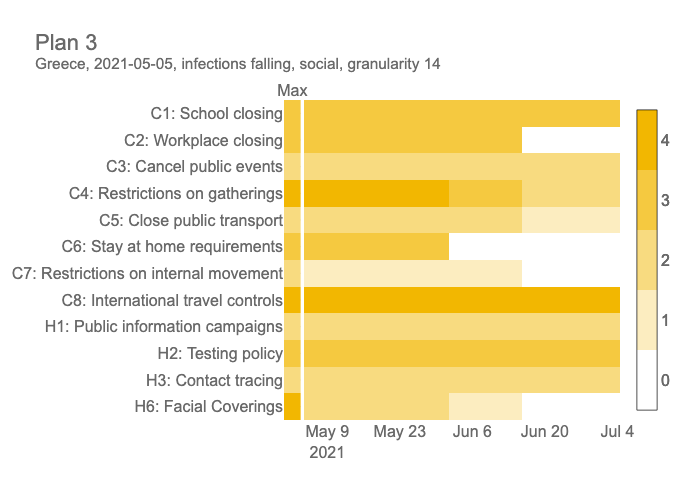 Plan 3
Greece, 2021-05-05, infections falling, social, granularity 14
Max
C1: School closing
C2: Workplace closing
C3: Cancel public events
C4: Restrictions on gatherings
C5: Close public transport
C6: Stay at home requirements
C7: Restrictions on internal movement
C8: International travel controls
H1: Public information campaigns
H2: Testing policy
H3: Contact tracing
H6: Facial Coverings
May 9 May 23 Jun 6 Jun 20 Jul 4
2021
4
3
2
1
0